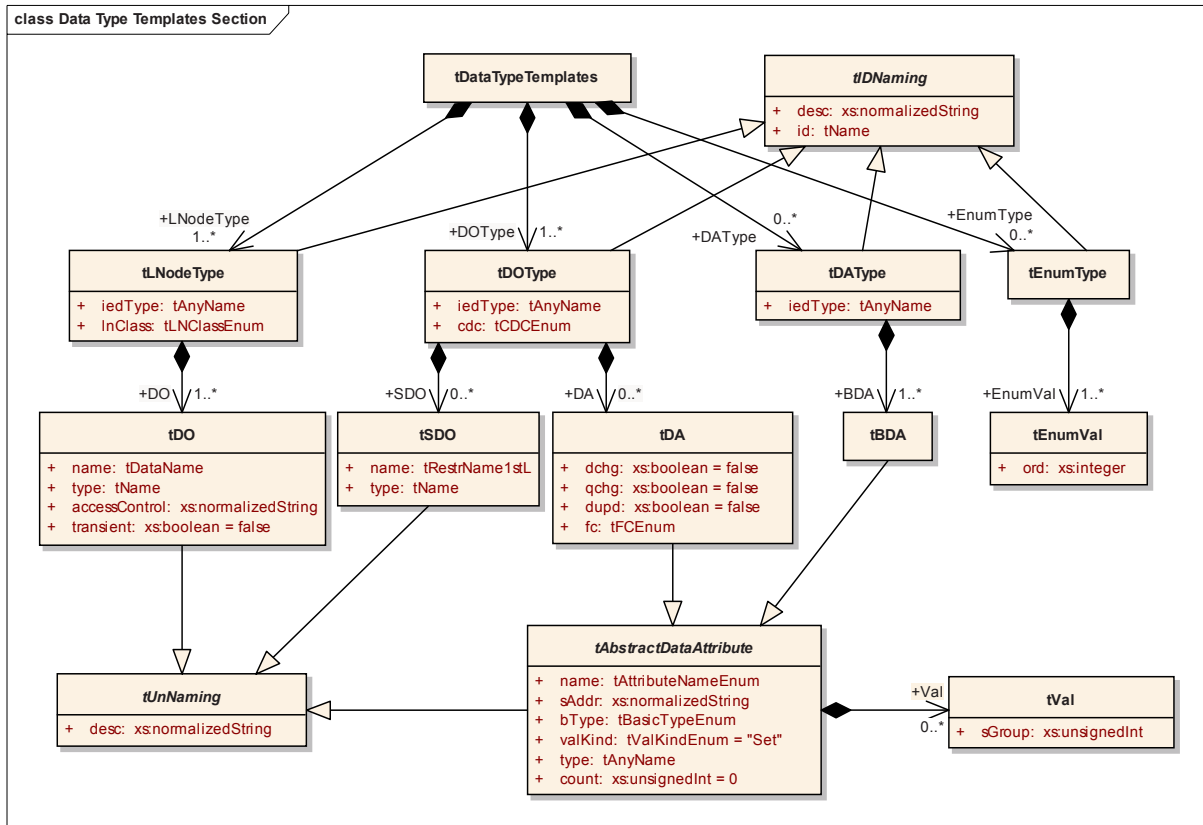 class Data Type Templates Section
tDataTypeTemplates
tIDNaming
+ desc: xs:normalizedString
+ id: tName
+LNodeType
1..*
+DOType
1..*
0..*
+DAType
+EnumType
0..*
tLNodeType
+ iedType: tAnyName
+ lnClass: tLNClassEnum
tDOType
+ iedType: tAnyName
+ cdc: tCDCEnum
tDAType
+ iedType: tAnyName
tEnumType
+DO
1..*
+SDO
0..*
+DA
0..*
+BDA
1..*
+EnumVal
1..*
tDO
+ name: tDataName
+ type: tName
+ accessControl: xs:normalizedString
+ transient: xs:boolean = false
tSDO
+ name: tRestrName1stL
+ type: tName
tDA
+ dchg: xs:boolean = false
+ qchg: xs:boolean = false
+ dupd: xs:boolean = false
+ fc: tFCEnum
tBDA
tEnumVal
+ ord: xs:integer
tUnNaming
+ desc: xs:normalizedString
tAbstractDataAttribute
+ name: tAttributeNameEnum
+ sAddr: xs:normalizedString
+ bType: tBasicTypeEnum
+ valKind: tValKindEnum = "Set"
+ type: tAnyName
+ count: xs:unsignedInt = 0
+Val
0..*
tVal
+ sGroup: xs:unsignedInt